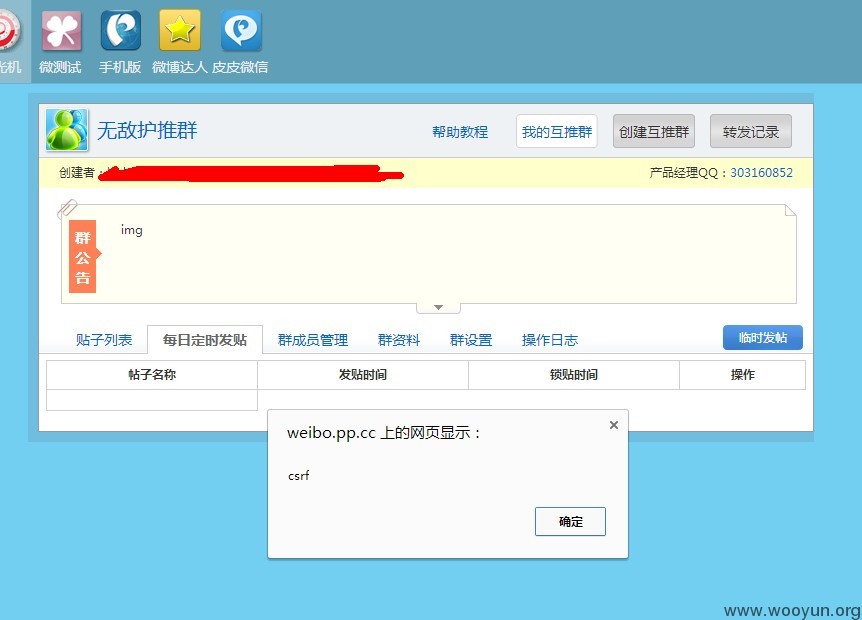 光机 微测试 手机版 微博达人 皮皮微信
无敌护推群 帮助教程 我的互推群 创建互推群 转发记录
创建者: 产品经理QQ：303160852
群公告
img
贴子列表 每日定时发贴 群成员管理 群资料 群设置 操作日志 临时发帖
帖子名称 发贴时间 锁贴时间 操作
weibo.pp.cc 上的网页显示：
csrf
确定
www.wooyun.org